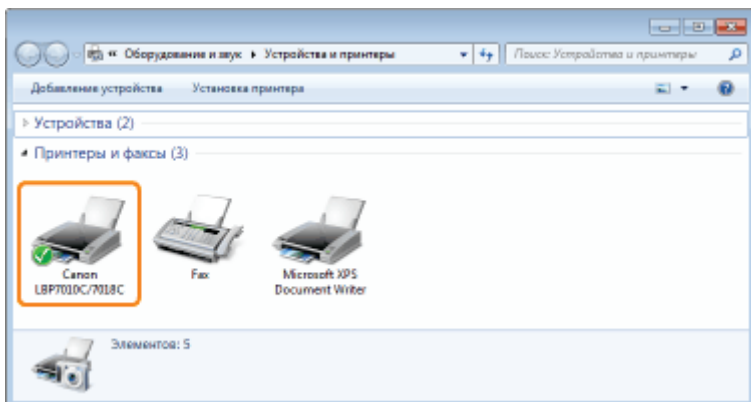 « Оборудование и звук ▸ Устройства и принтеры
Поиск: Устройства и принтеры
Добавление устройства Установка принтера
Устройства (2)
Принтеры и факсы (3)
Canon
LBP7010C/7018C
Fax
Microsoft XPS
Document Writer
Элементов: 5